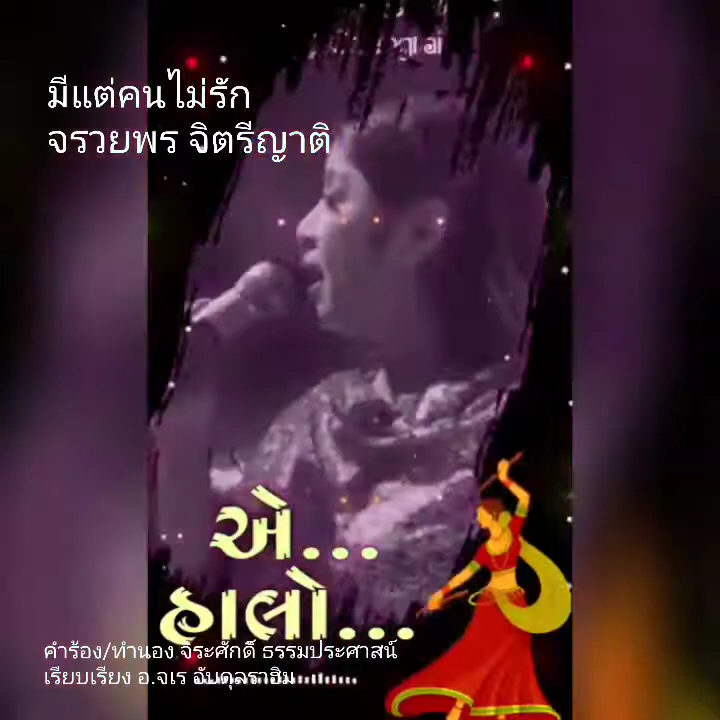 มีแต่คนไม่รัก
จรวยพร จิตรีญาติ
એ...
હાલો...
คำร้อง/ทำนอง จิระศักดิ์ ธรรมประศาสน์
เรียบเรียง อ.จเร อับดุลราฮิม